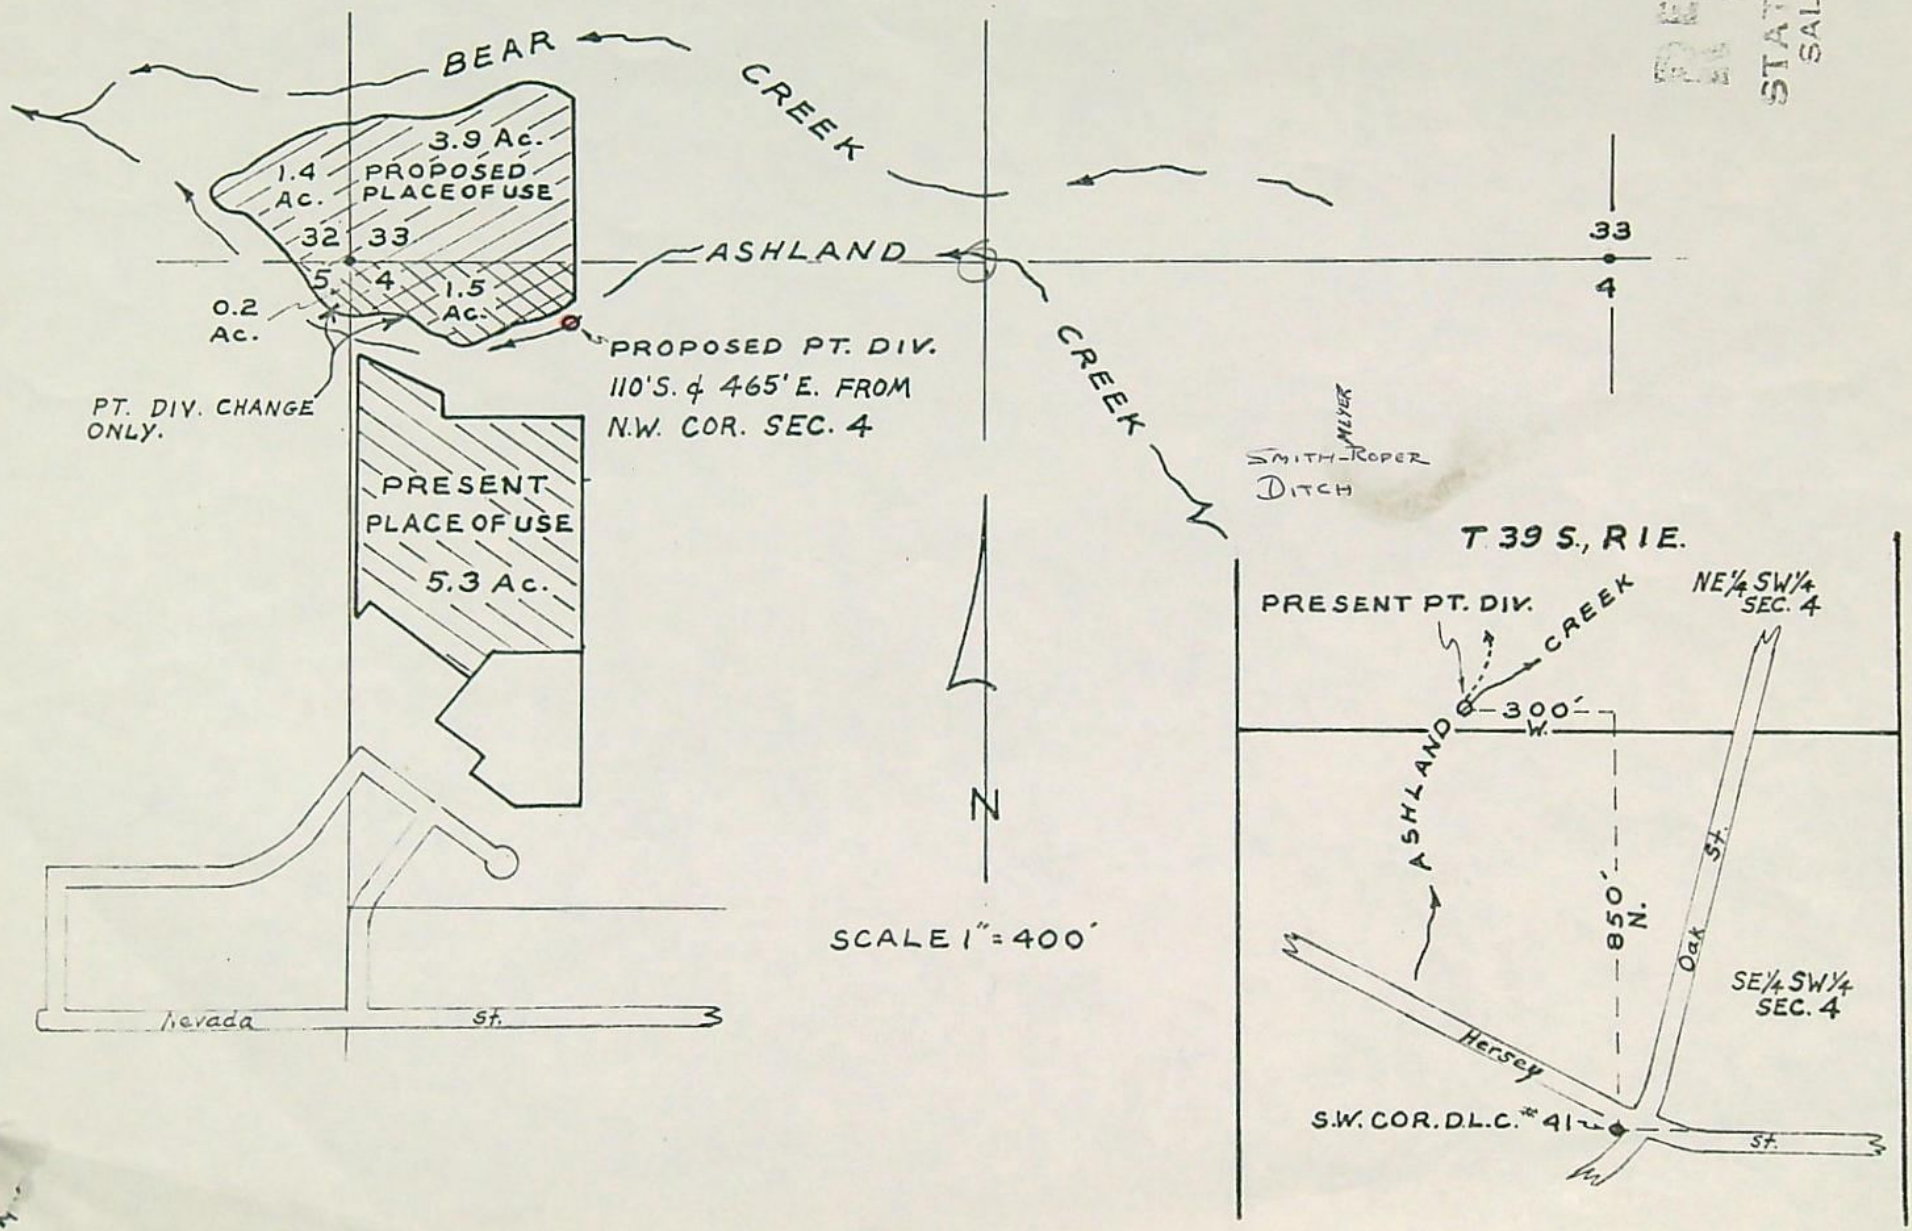 BEAR CREEK
3.9 Ac.
1.4 Ac.
PROPOSED PLACE OF USE
32 33
5 4
1.5 Ac.
0.2 Ac.
ASHLAND CREEK
33
4
PT. DIV. CHANGE
ONLY.
PROPOSED PT. DIV.
110'S. & 465'E. FROM
N.W. COR. SEC. 4
PRESENT
PLACE OF USE
5.3 Ac.
SMITH-ROPER
DITCH
T 39 S., R 1 E.
PRESENT PT. DIV.
NE¼ SW¼
SEC. 4
ASHLAND CREEK
300'
W.
850'
N.
Oak St.
SE¼ SW¼
SEC. 4
Hersey St.
S.W. COR. D.L.C. #41
N
SCALE 1" = 400'
Nevada St.
STAT
SAL